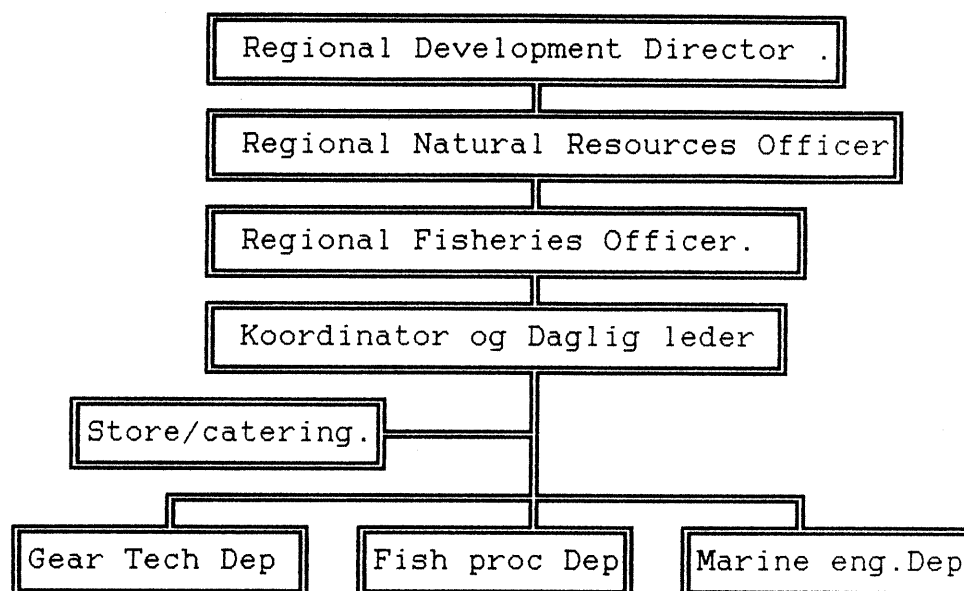 Regional Development Director .
Regional Natural Resources Officer
Regional Fisheries Officer.
Koordinator og Daglig leder
Store/catering.
Gear Tech Dep
Fish proc Dep
Marine eng.Dep